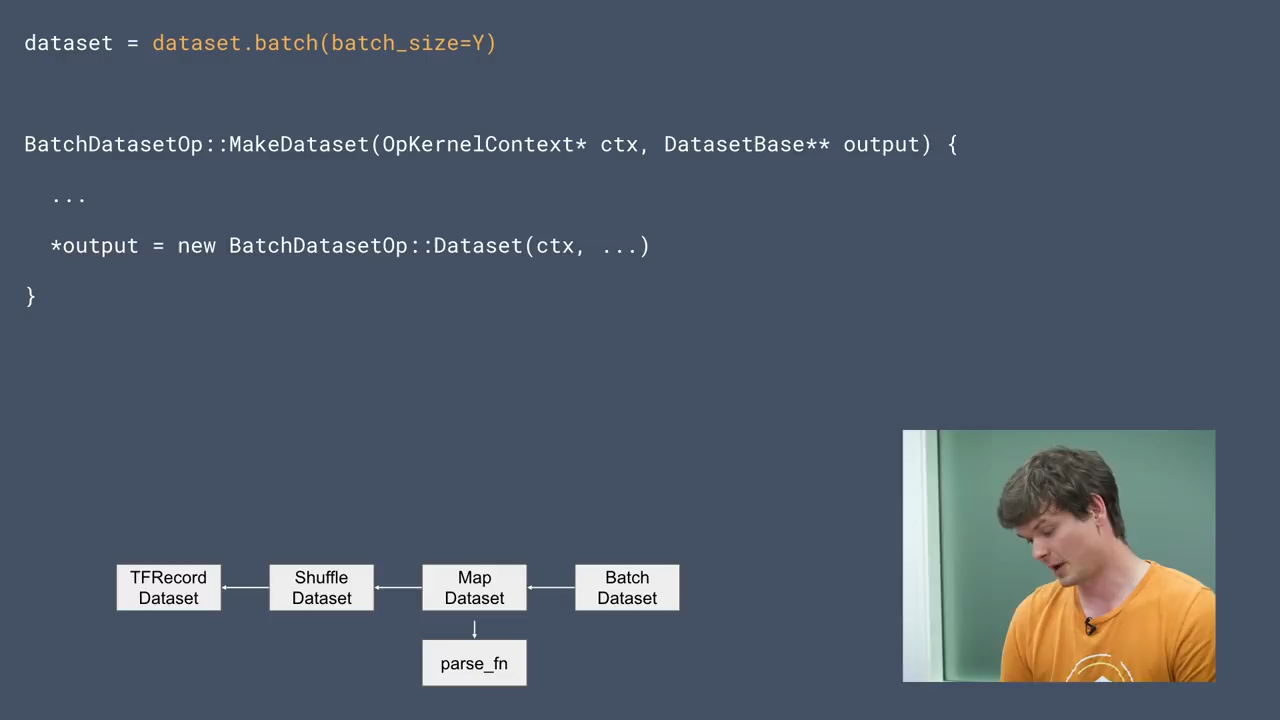 dataset = dataset.batch(batch_size=Y)
BatchDatasetOp::MakeDataset(OpKernelContext* ctx, DatasetBase** output) {
...
*output = new BatchDatasetOp::Dataset(ctx, ...)
}
TFRecord
Dataset
Shuffle
Dataset
Map
Dataset
Batch
Dataset
parse_fn